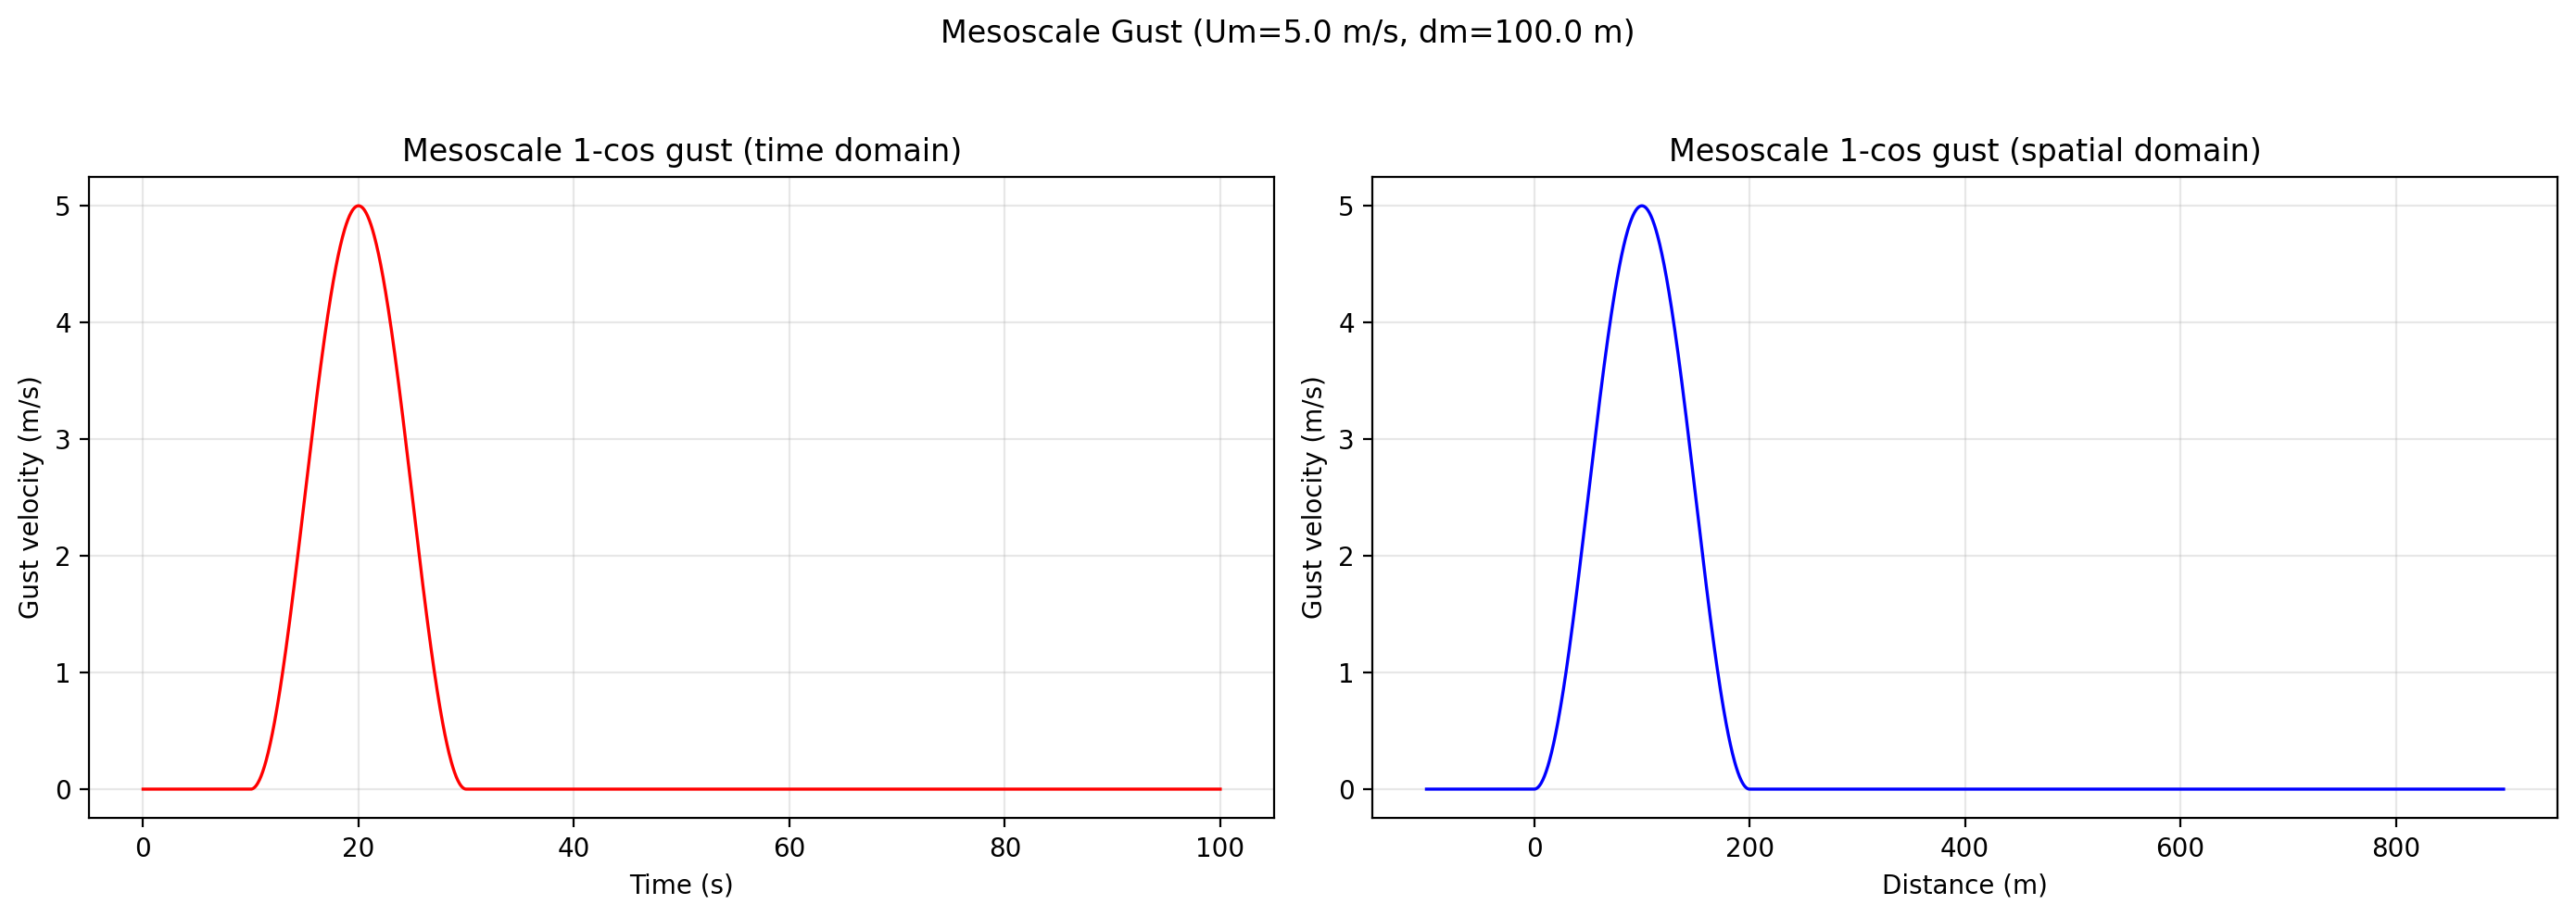 Mesoscale Gust (Um=5.0 m/s, dm=100.0 m)
Mesoscale 1-cos gust (time domain)
Gust velocity (m/s)
5
4
3
2
1
0
0 20 40 60 80 100
Time (s)
Mesoscale 1-cos gust (spatial domain)
Gust velocity (m/s)
5
4
3
2
1
0
0 200 400 600 800
Distance (m)